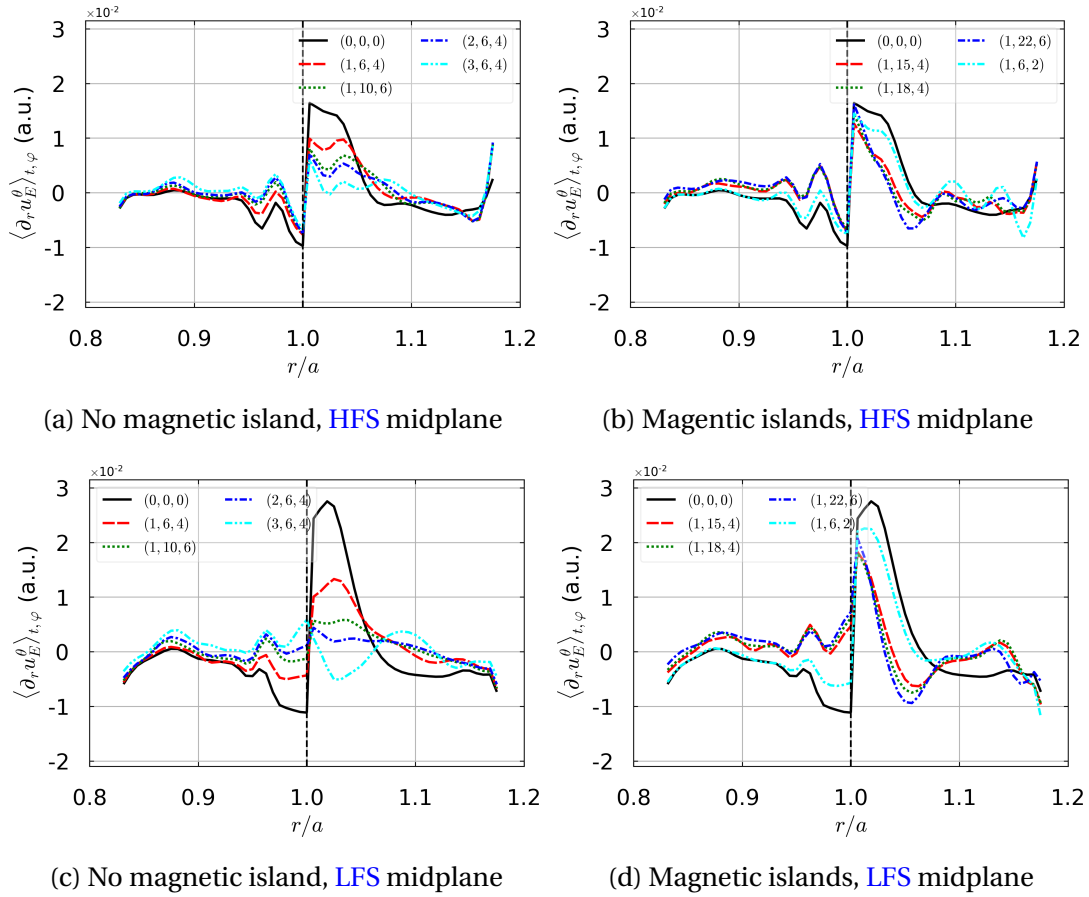 ×10⁻²
3
2
1
0
-1
-2
⟨∂ᵣu_E^θ⟩_{t,φ} (a.u.)
(0, 0, 0)
(1, 6, 4)
(1, 10, 6)
(2, 6, 4)
(3, 6, 4)
0.8 0.9 1.0 1.1 1.2
r/a
(a) No magnetic island, HFS midplane
×10⁻²
3
2
1
0
-1
-2
⟨∂ᵣu_E^θ⟩_{t,φ} (a.u.)
(0, 0, 0)
(1, 15, 4)
(1, 18, 4)
(1, 22, 6)
(1, 6, 2)
0.8 0.9 1.0 1.1 1.2
r/a
(b) Magentic islands, HFS midplane
×10⁻²
3
2
1
0
-1
-2
⟨∂ᵣu_E^θ⟩_{t,φ} (a.u.)
(0, 0, 0)
(1, 6, 4)
(1, 10, 6)
(2, 6, 4)
(3, 6, 4)
0.8 0.9 1.0 1.1 1.2
r/a
(c) No magnetic island, LFS midplane
×10⁻²
3
2
1
0
-1
-2
⟨∂ᵣu_E^θ⟩_{t,φ} (a.u.)
(0, 0, 0)
(1, 15, 4)
(1, 18, 4)
(1, 22, 6)
(1, 6, 2)
0.8 0.9 1.0 1.1 1.2
r/a
(d) Magnetic islands, LFS midplane